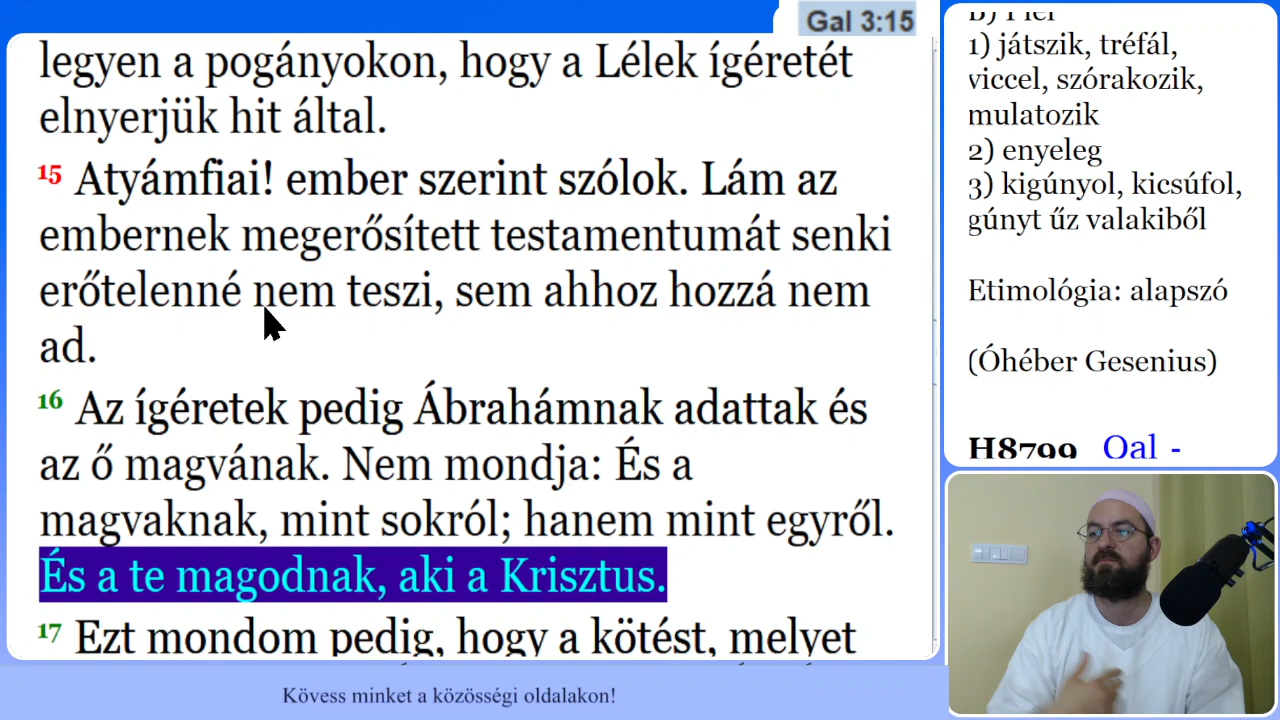 Gal 3:15
legyen a pogányokon, hogy a Lélek ígéretét
elnyerjük hit által.
15 Atyámfiai! ember szerint szólok. Lám az
embernek megerősített testamentumát senki
erőtelenné nem teszi, sem ahhoz hozzá nem
ad.
16 Az ígéretek pedig Ábrahámnak adattak és
az ő magvának. Nem mondja: És a
magvaknak, mint sokról; hanem mint egyről.
És a te magodnak, aki a Krisztus.
17 Ezt mondom pedig, hogy a kötést, melyet
1) játszik, tréfál,
viccel, szórakozik,
mulatozik
2) enyeleg
3) kigúnyol, kicsúfol,
gúnyt űz valakiből
Etimológia: alapszó
(Óhéber Gesenius)
H8799 Qal -
Kövess minket a közösségi oldalakon!